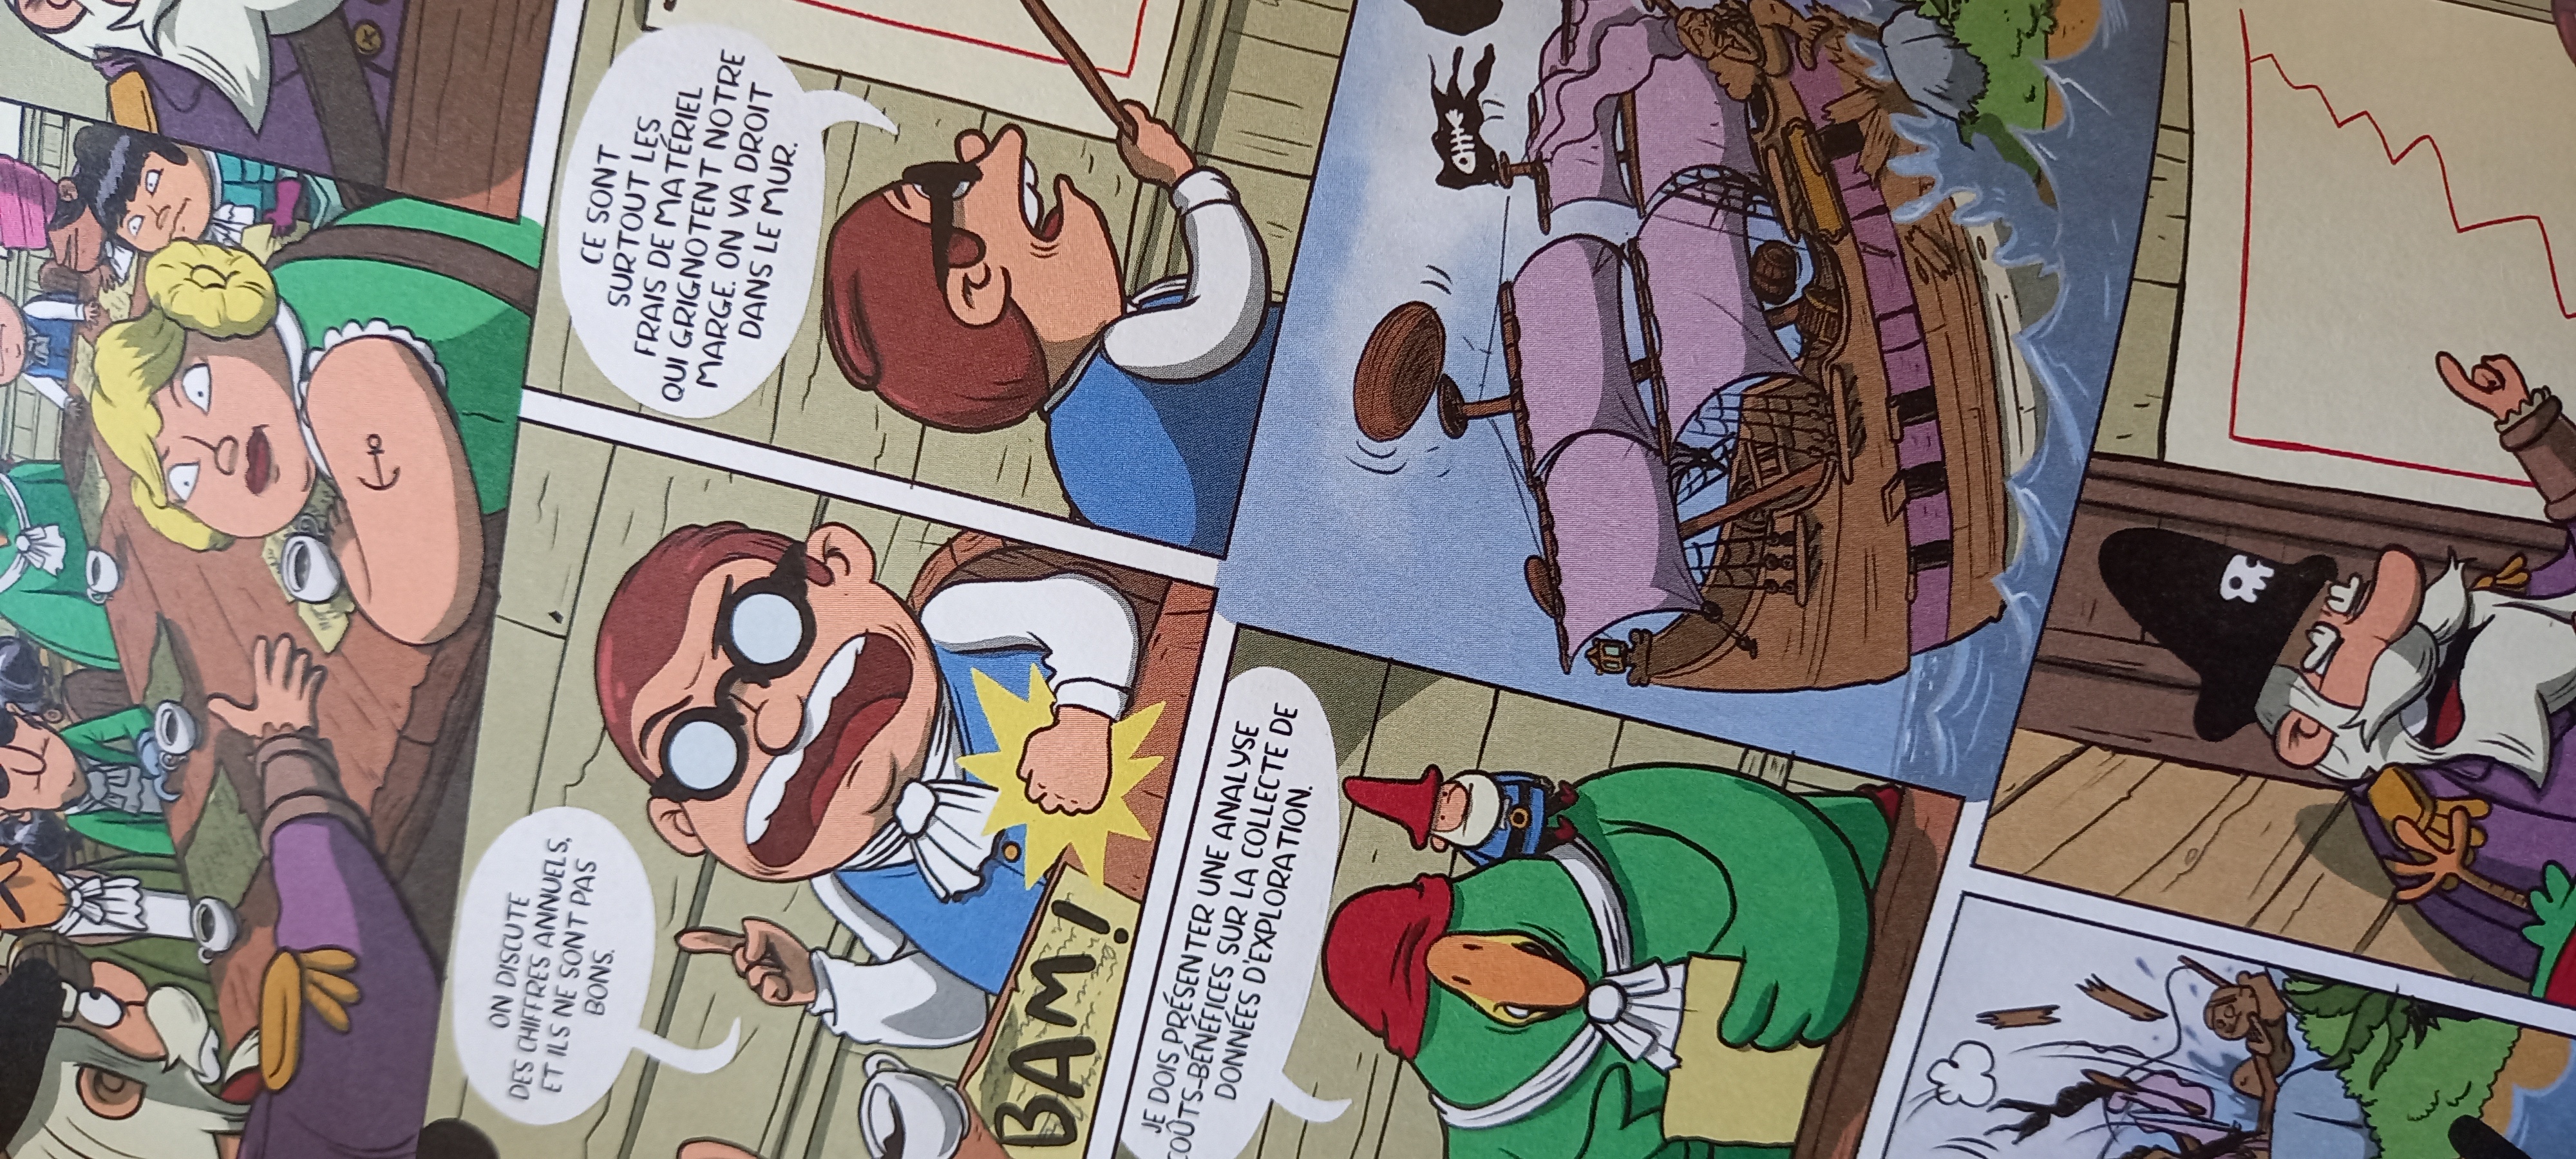 ON DISCUTE
DES CHIFFRES ANNUELS,
ET ILS NE SONT PAS
BONS.
BAM!
CE SONT
SURTOUT LES
FRAIS DE MATÉRIEL
QUI GRIGNOTENT NOTRE
MARGE. ON VA DROIT
DANS LE MUR.
JE DOIS PRÉSENTER UNE ANALYSE
COÛTS-BÉNÉFICES SUR LA COLLECTE DE
DONNÉES D'EXPLORATION.